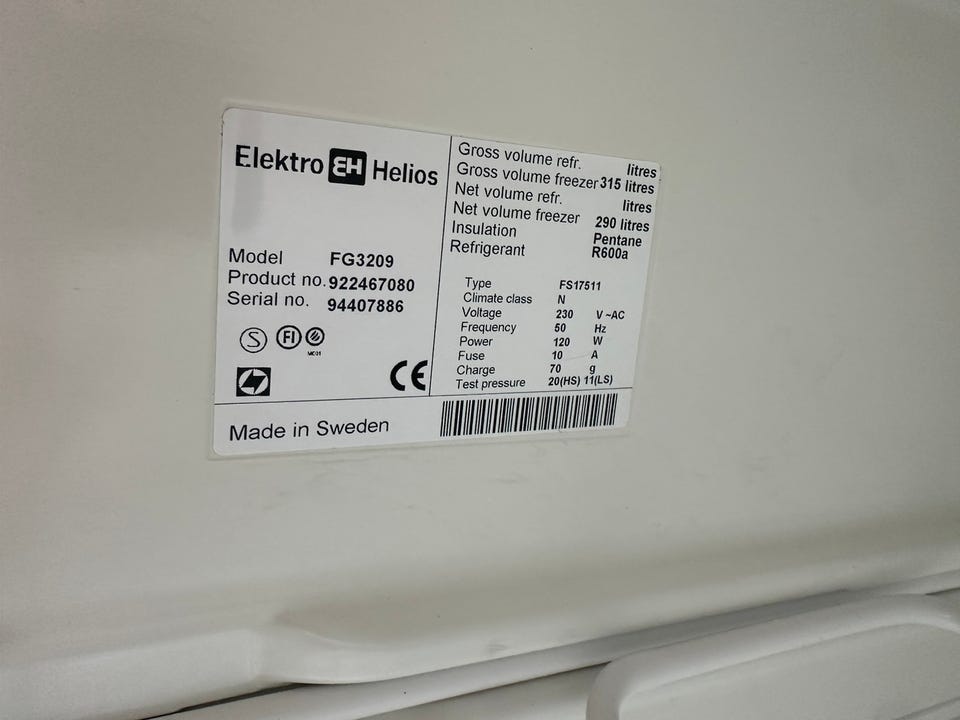 Elektro EH Helios
Model FG3209
Product no. 922467080
Serial no. 94407886
S FI
MC01
CE
Made in Sweden
Gross volume refr. litres
Gross volume freezer 315 litres
Net volume refr. litres
Net volume freezer 290 litres
Insulation Pentane
Refrigerant R600a
Type FS17511
Climate class N
Voltage 230 V ~AC
Frequency 50 Hz
Power 120 W
Fuse 10 A
Charge 70 g
Test pressure 20(HS) 11(LS)